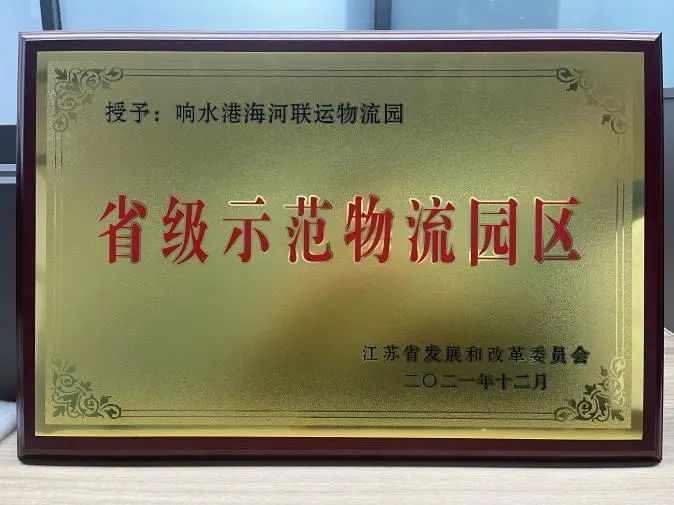 授予：响水港海河联运物流园
省级示范物流园区
江苏省发展和改革委员会
二〇二一年十二月